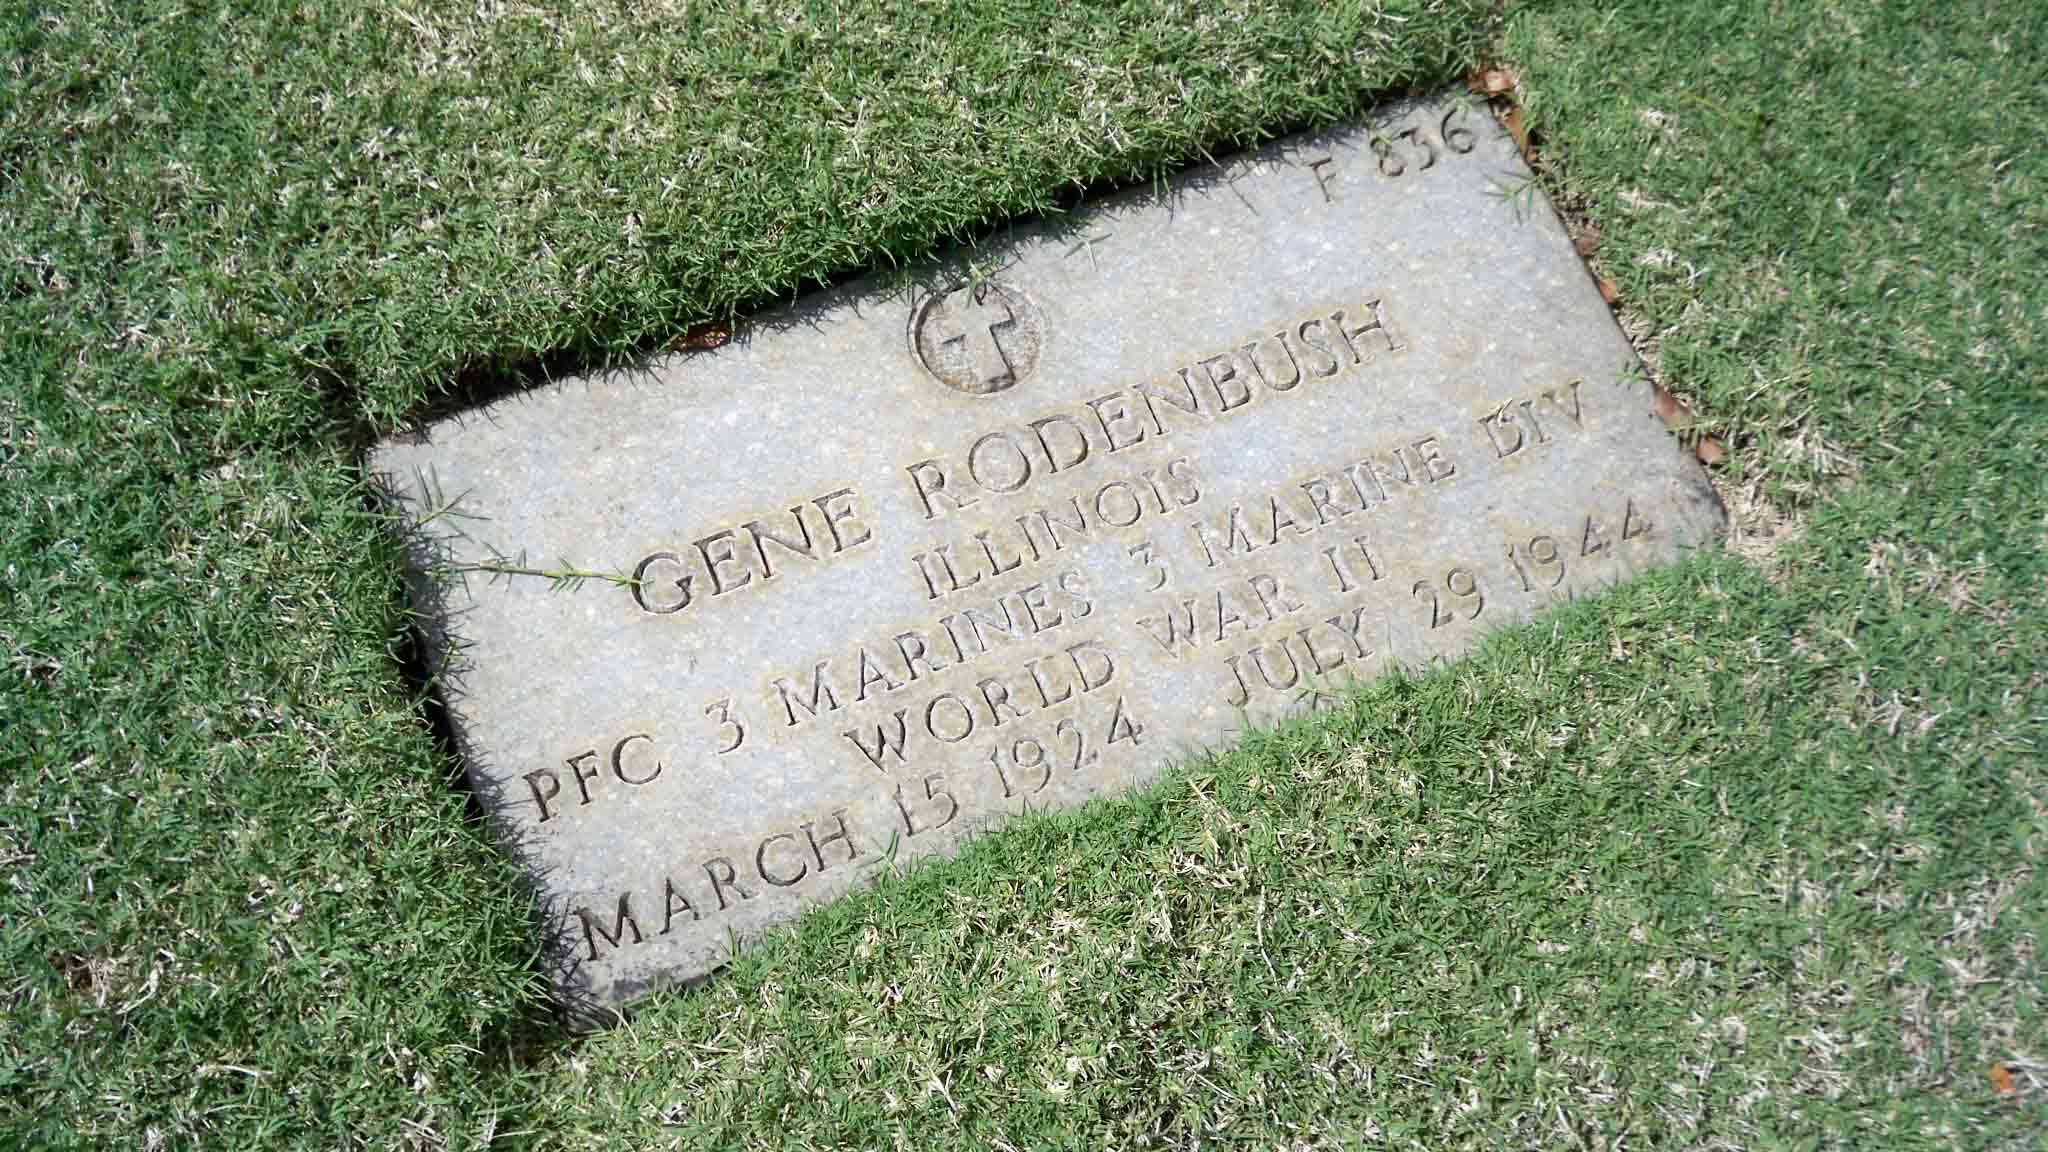 F 836
GENE RODENBUSH
ILLINOIS
PFC 3 MARINES 3 MARINE DIV
WORLD WAR II
MARCH 15 1924 JULY 29 1944